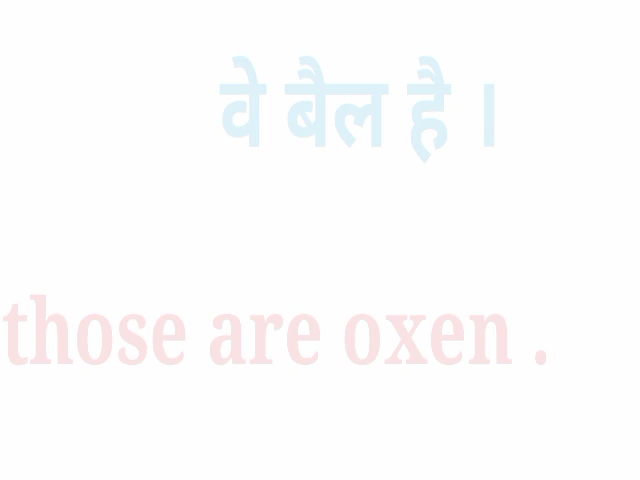 वे बैल है ।
those are oxen .